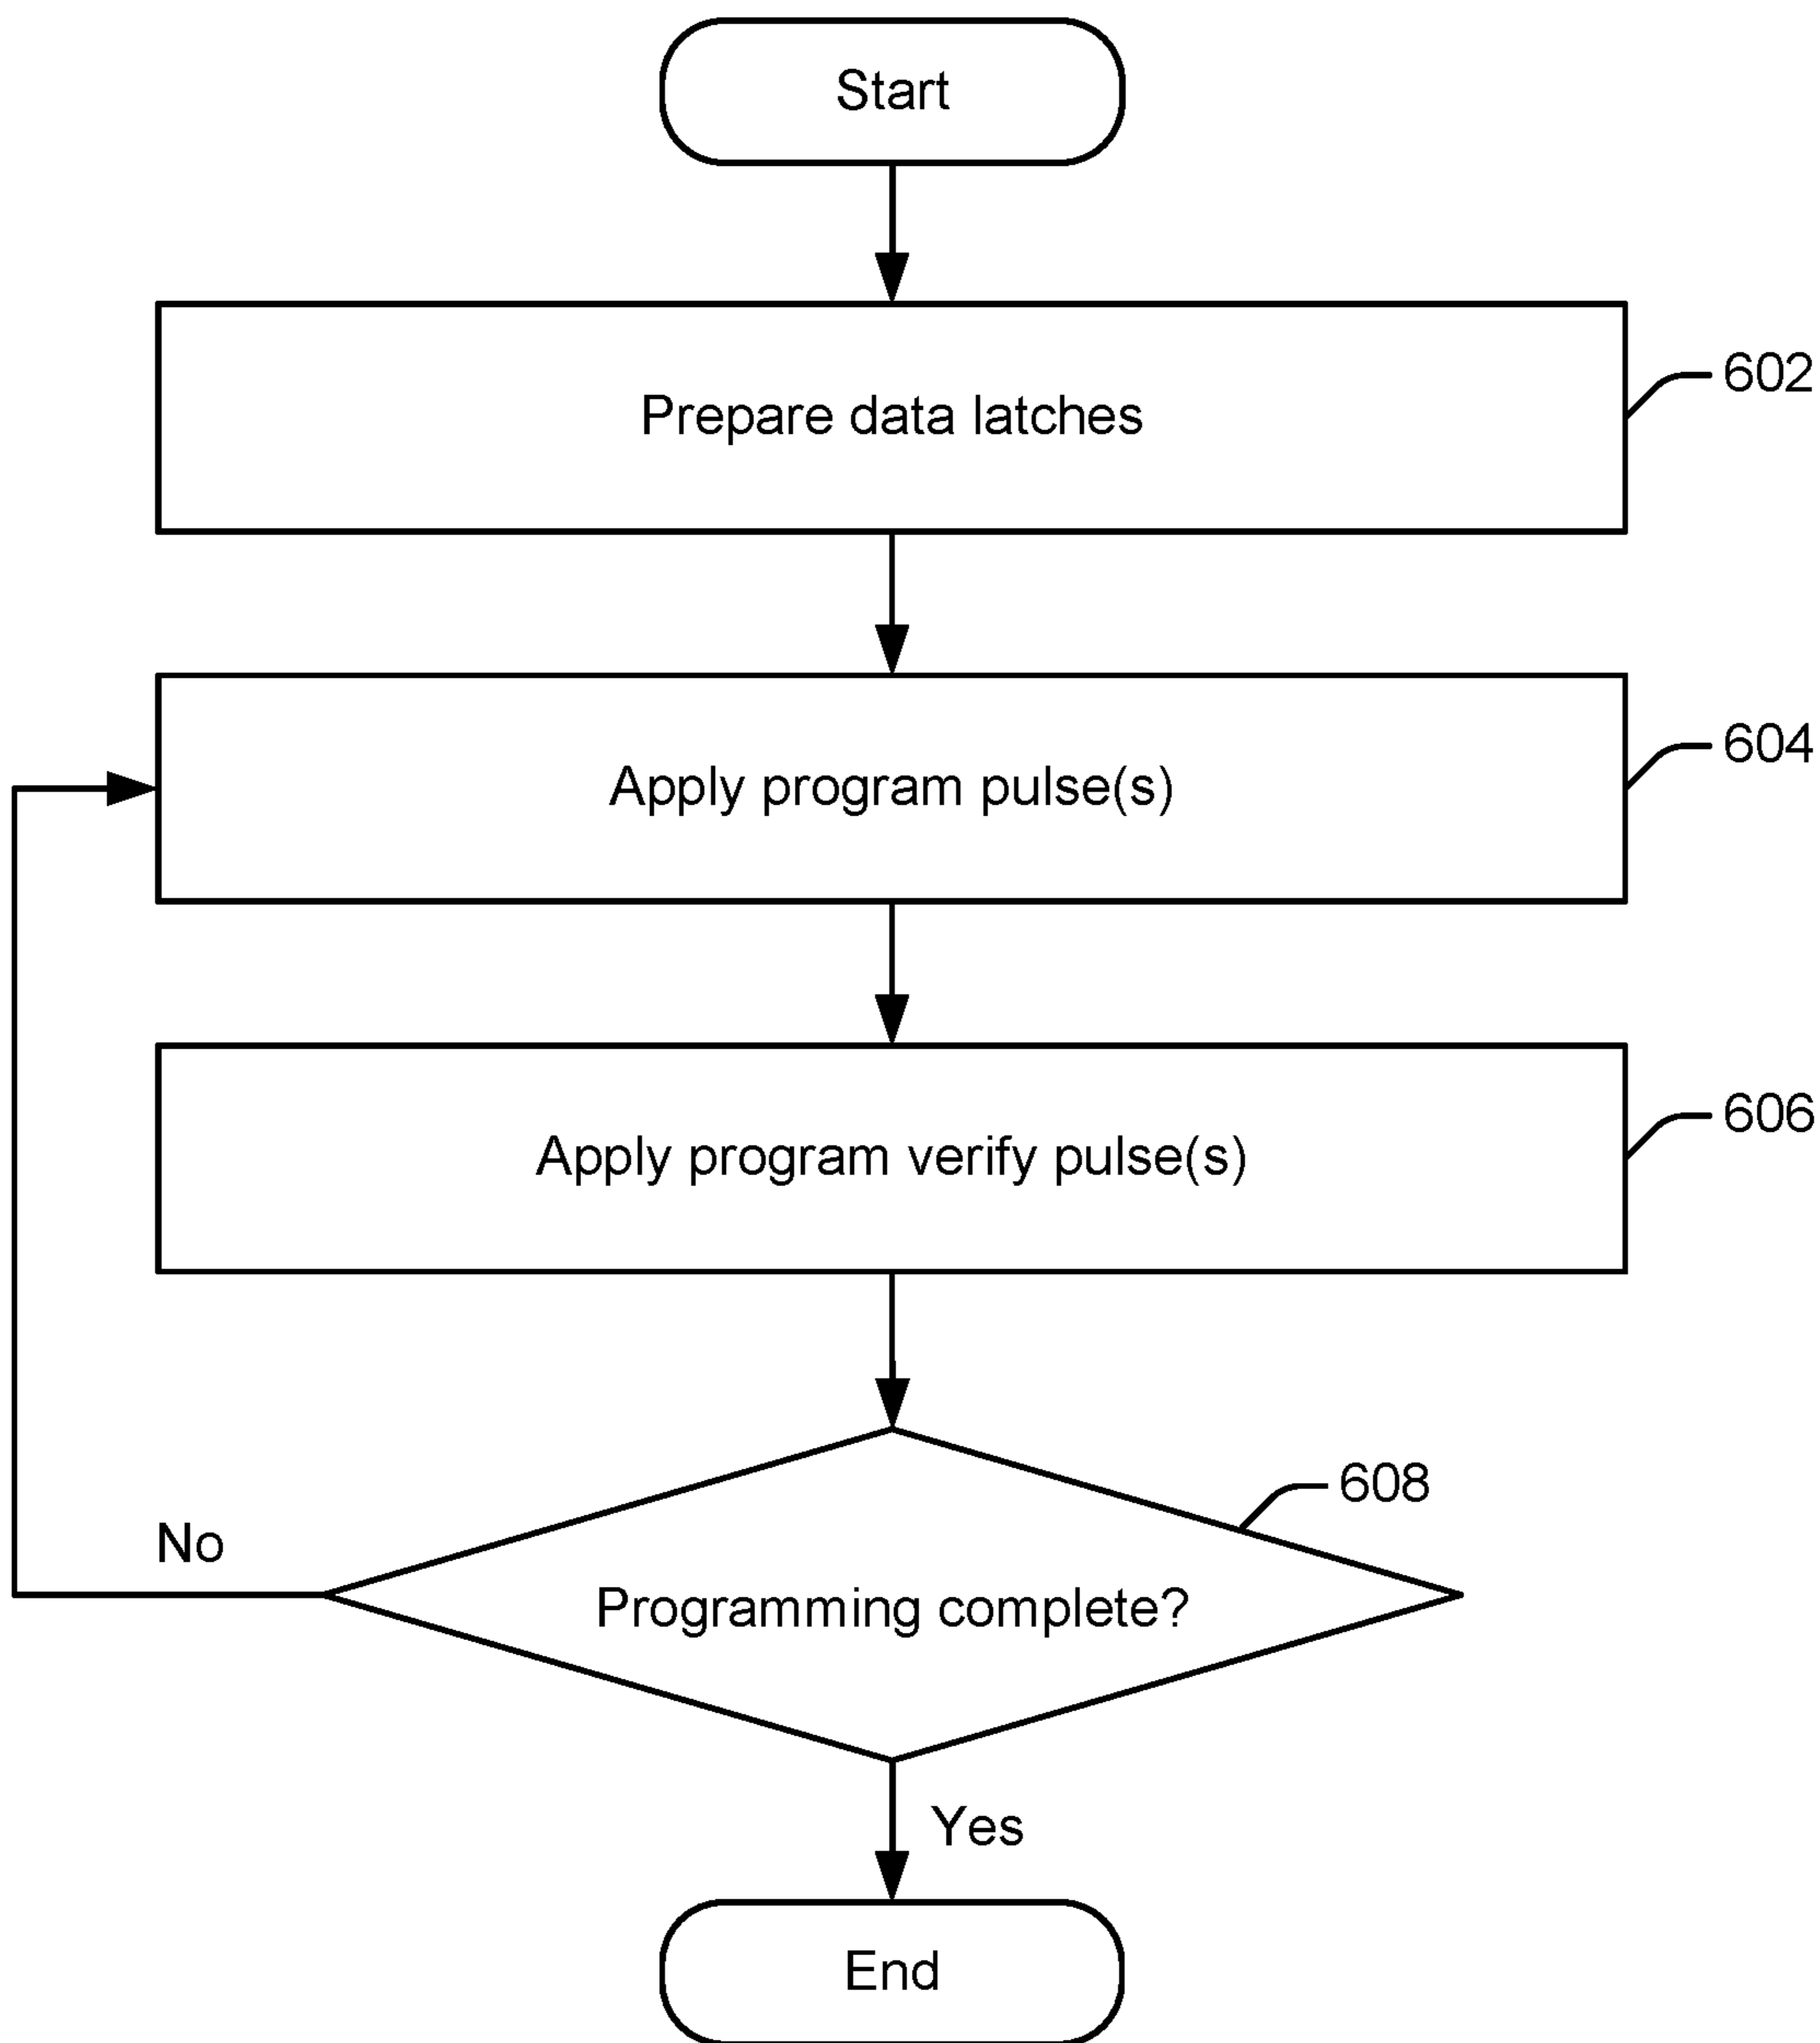 Start
Prepare data latches
602
Apply program pulse(s)
604
Apply program verify pulse(s)
606
608
No
Programming complete?
Yes
End